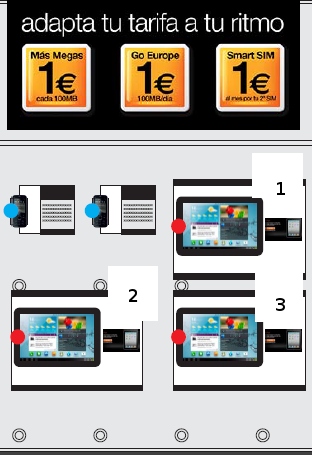 adapta tu tarifa a tu ritmo
Más Megas
1€
cada 100MB
Go Europe
1€
100MB/día
Smart SIM
1€
al mes por tu 2ª SIM
1
2
3